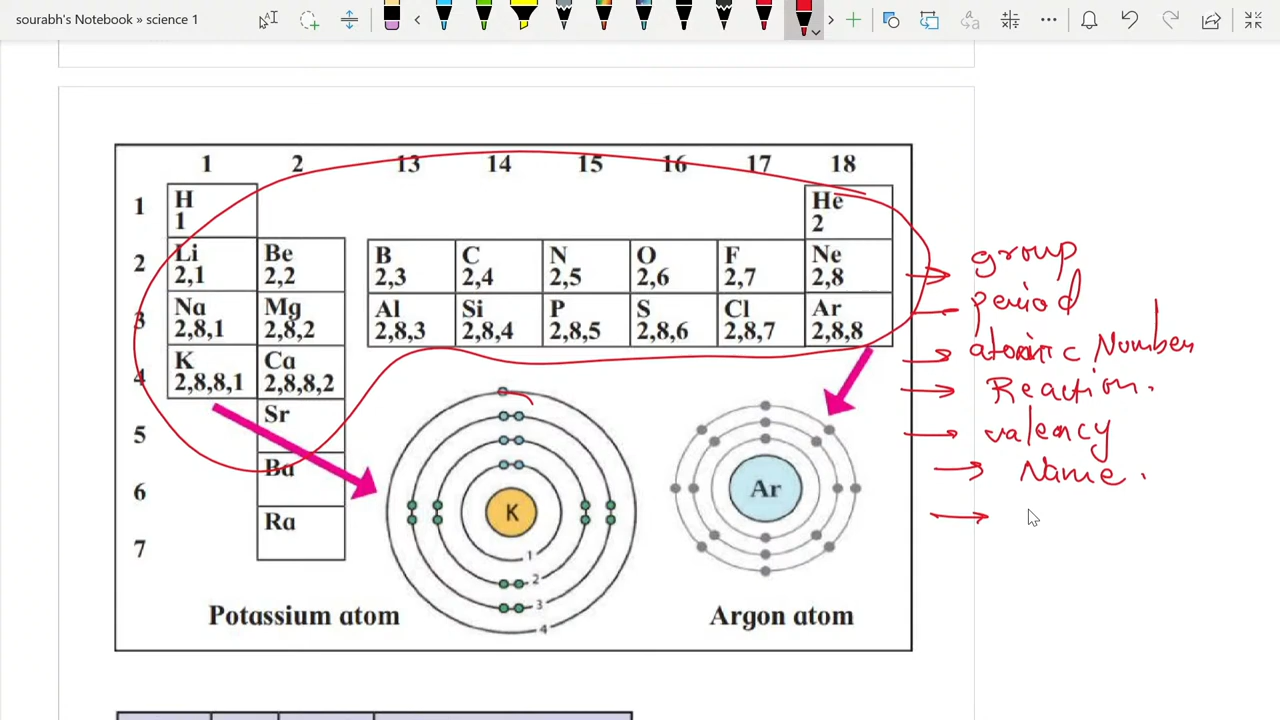 sourabh's Notebook » science 1
1 2 13 14 15 16 17 18
1 H He
1 2
2 Li Be B C N O F Ne
2,1 2,2 2,3 2,4 2,5 2,6 2,7 2,8
3 Na Mg Al Si P S Cl Ar
2,8,1 2,8,2 2,8,3 2,8,4 2,8,5 2,8,6 2,8,7 2,8,8
4 K Ca
2,8,8,1 2,8,8,2
5 Sr
6 Ba
7 Ra
K
1
2
3
4
Ar
Potassium atom
Argon atom
group
period
atomic Number
Reaction.
valency
Name.